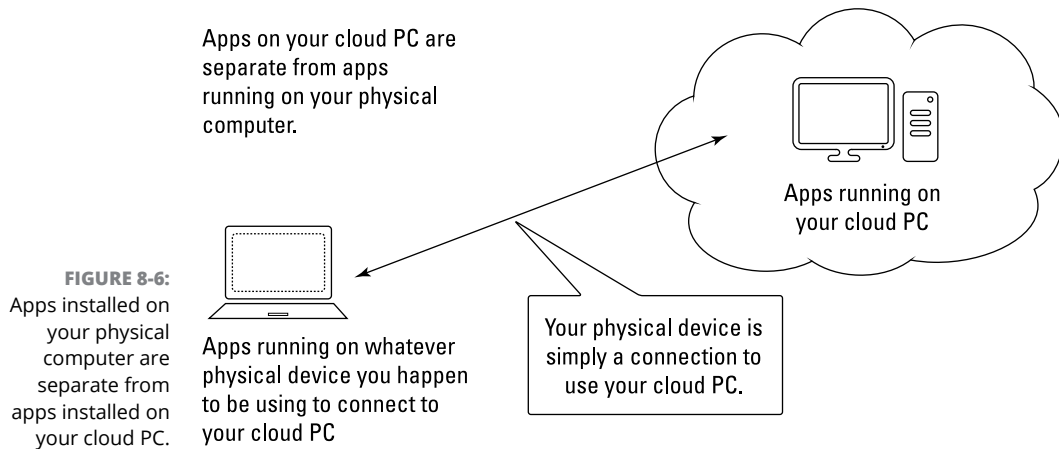 Apps on your cloud PC are
separate from apps
running on your physical
computer.
Apps running on
your cloud PC
FIGURE 8-6:
Apps installed on
your physical
computer are
separate from
apps installed on
your cloud PC.
Apps running on whatever
physical device you happen
to be using to connect to
your cloud PC
Your physical device is
simply a connection to
use your cloud PC.